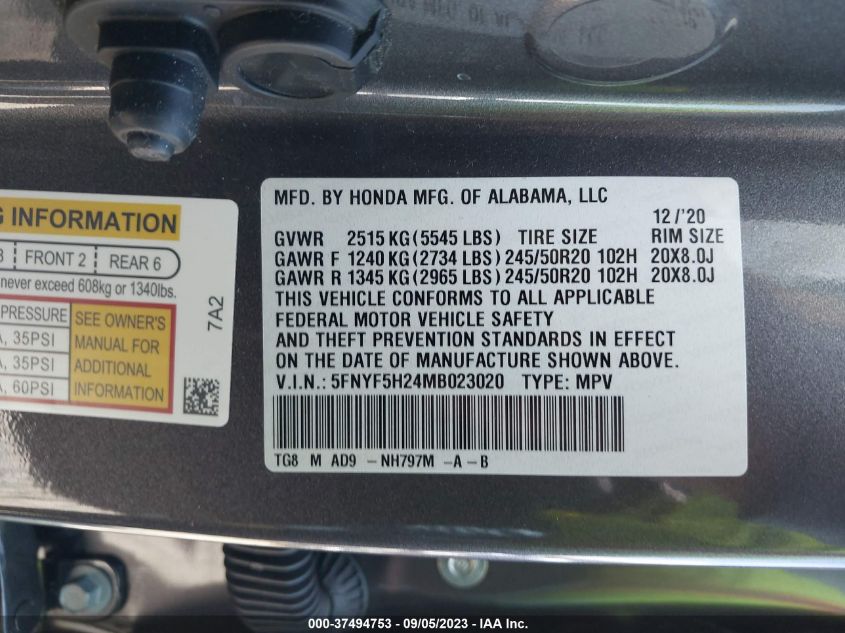 G INFORMATION
FRONT 2 REAR 6
never exceed 608kg or 1340lbs.
PRESSURE
SEE OWNER'S
MANUAL FOR
ADDITIONAL
INFORMATION
35PSI
35PSI
60PSI
7A2
MFD. BY HONDA MFG. OF ALABAMA, LLC
12/'20
GVWR 2515 KG (5545 LBS) TIRE SIZE RIM SIZE
GAWR F 1240 KG (2734 LBS) 245/50R20 102H 20X8.0J
GAWR R 1345 KG (2965 LBS) 245/50R20 102H 20X8.0J
THIS VEHICLE CONFORMS TO ALL APPLICABLE
FEDERAL MOTOR VEHICLE SAFETY
AND THEFT PREVENTION STANDARDS IN EFFECT
ON THE DATE OF MANUFACTURE SHOWN ABOVE.
V.I.N.: 5FNYF5H24MB023020 TYPE: MPV
TG8 M AD9 -NH797M -A -B
000-37494753 - 09/05/2023 - IAA Inc.